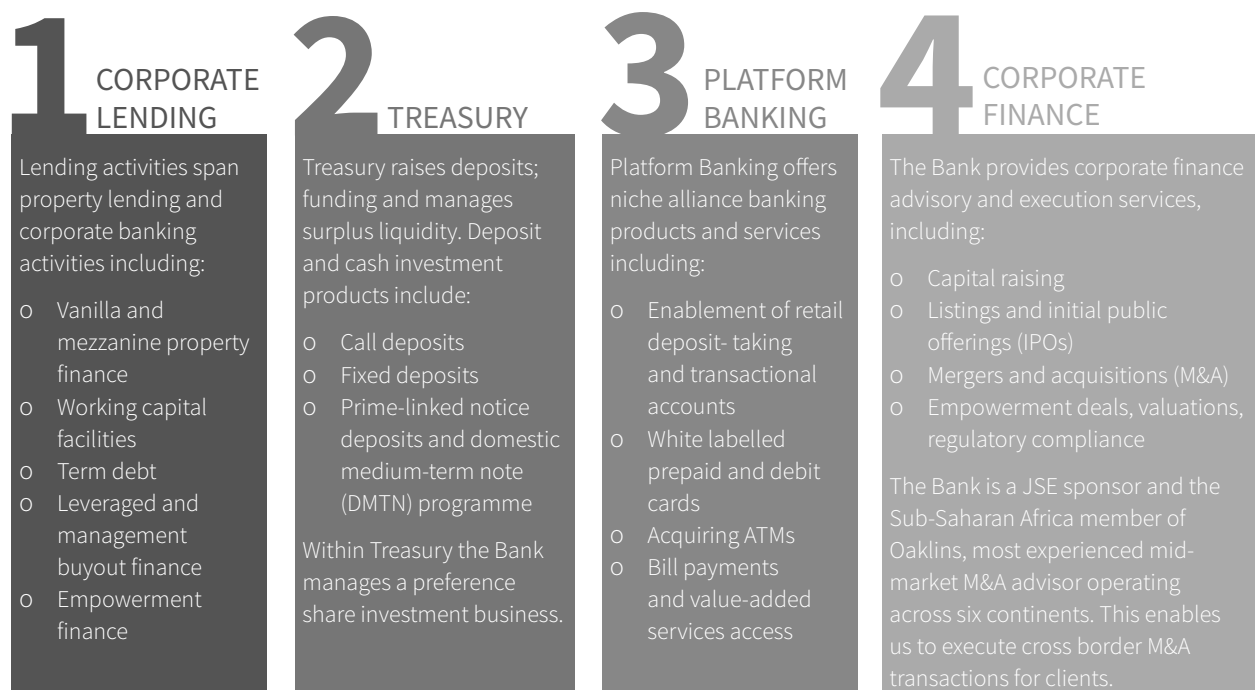 1
CORPORATE
LENDING
Lending activities span
property lending and
corporate banking
activities including:
o Vanilla and
mezzanine property
finance
o Working capital
facilities
o Term debt
o Leveraged and
management
buyout finance
o Empowerment
finance
2
TREASURY
Treasury raises deposits;
funding and manages
surplus liquidity. Deposit
and cash investment
products include:
o Call deposits
o Fixed deposits
o Prime-linked notice
deposits and domestic
medium-term note
(DMTN) programme
Within Treasury the Bank
manages a preference
share investment business.
3
PLATFORM
BANKING
Platform Banking offers
niche alliance banking
products and services
including:
o Enablement of retail
deposit- taking
and transactional
accounts
o White labelled
prepaid and debit
cards
o Acquiring ATMs
o Bill payments
and value-added
services access
4
CORPORATE
FINANCE
The Bank provides corporate finance
advisory and execution services,
including:
o Capital raising
o Listings and initial public
offerings (IPOs)
o Mergers and acquisitions (M&A)
o Empowerment deals, valuations,
regulatory compliance
The Bank is a JSE sponsor and the
Sub-Saharan Africa member of
Oaklins, most experienced mid-
market M&A advisor operating
across six continents. This enables
us to execute cross border M&A
transactions for clients.